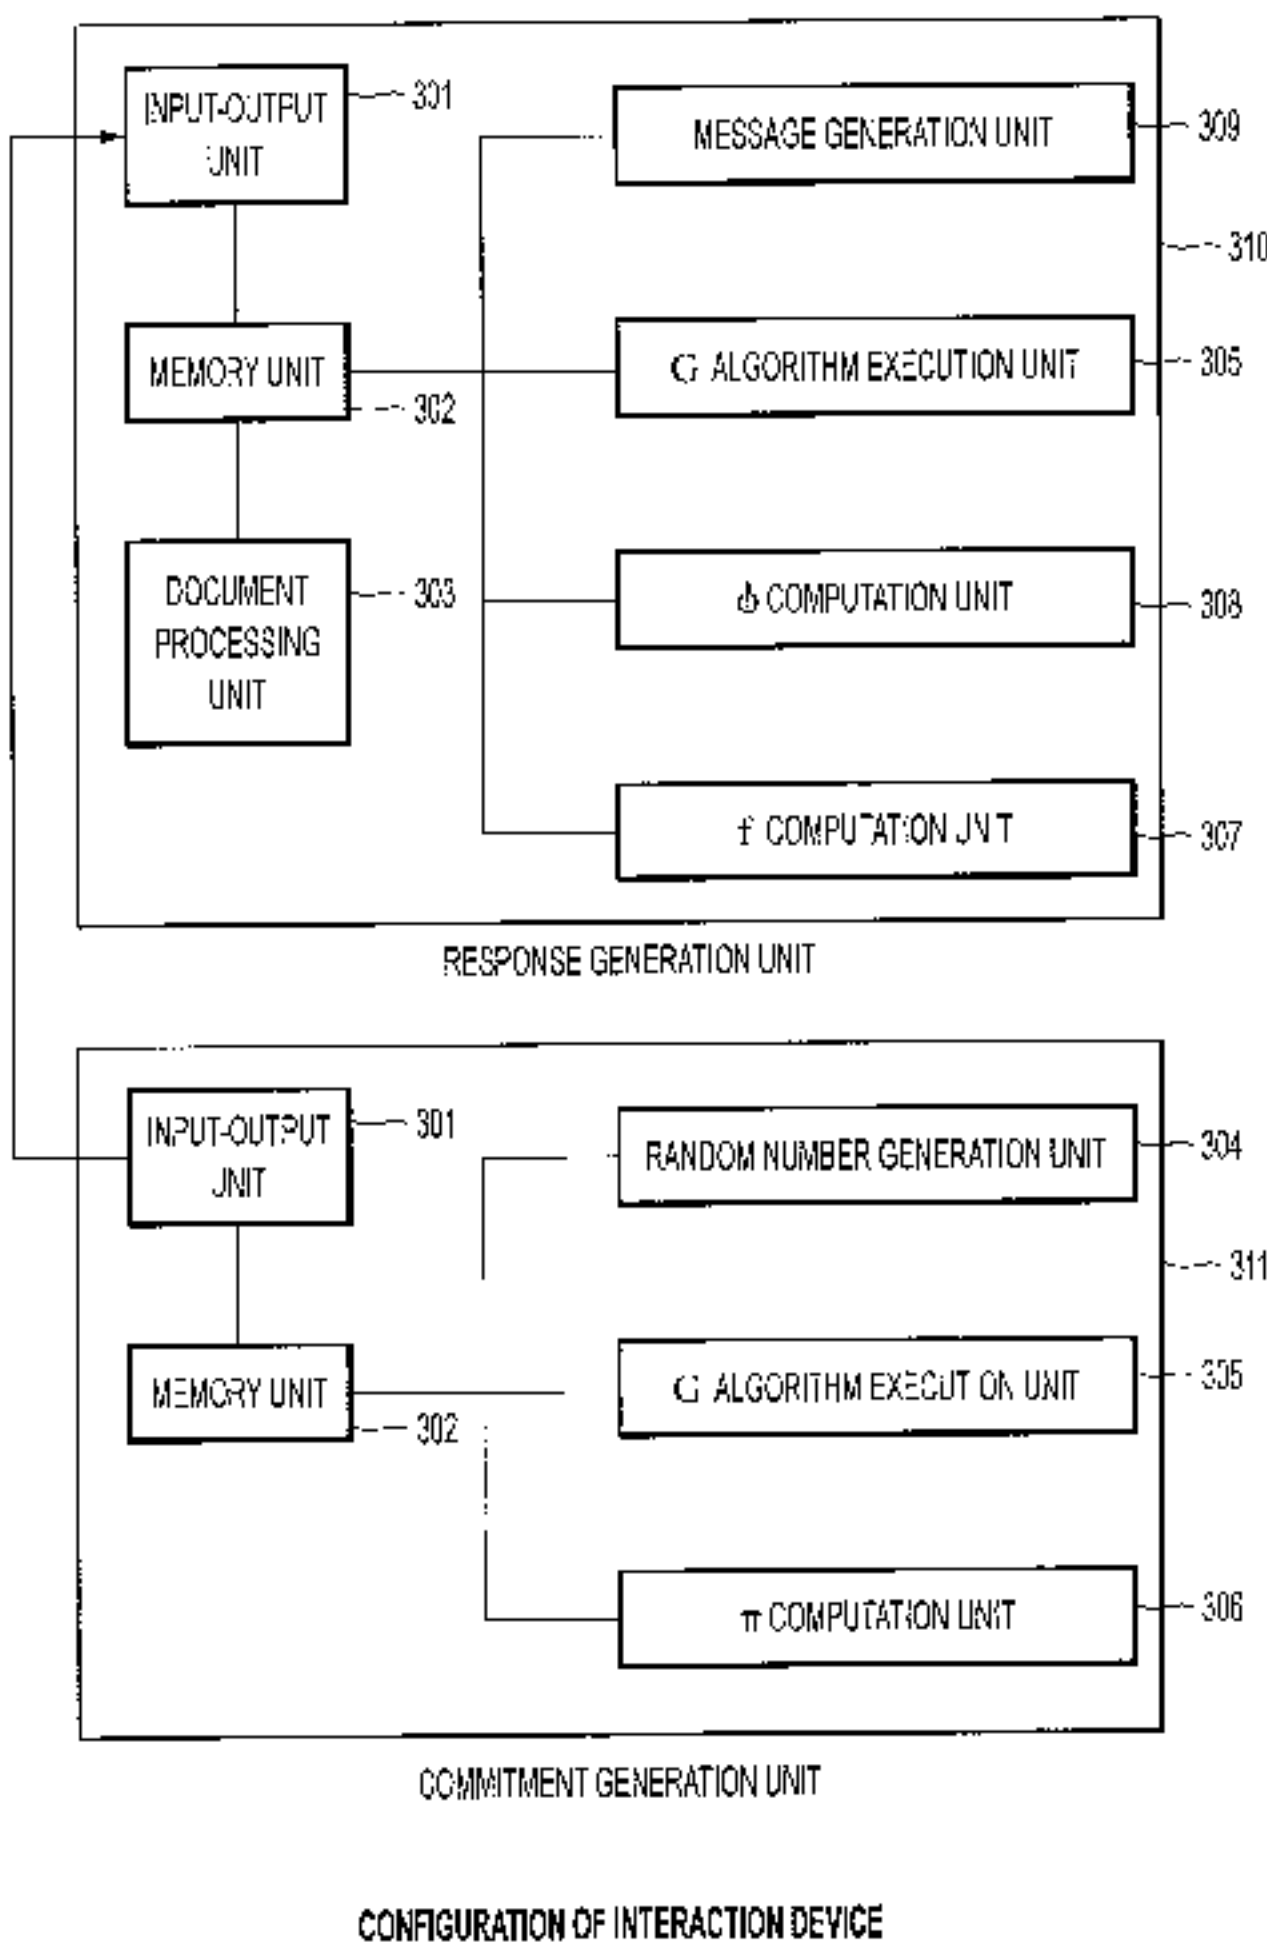 INPUT-OUTPUT
UNIT
301
MESSAGE GENERATION UNIT
309
310
MEMORY UNIT
302
G ALGORITHM EXECUTION UNIT
305
DOCUMENT
PROCESSING
UNIT
303
COMPUTATION UNIT
308
f COMPUTATION UNIT
307
RESPONSE GENERATION UNIT
INPUT-OUTPUT
UNIT
301
RANDOM NUMBER GENERATION UNIT
304
311
MEMORY UNIT
302
G ALGORITHM EXECUTION UNIT
305
π COMPUTATION UNIT
306
COMMITMENT GENERATION UNIT
CONFIGURATION OF INTERACTION DEVICE